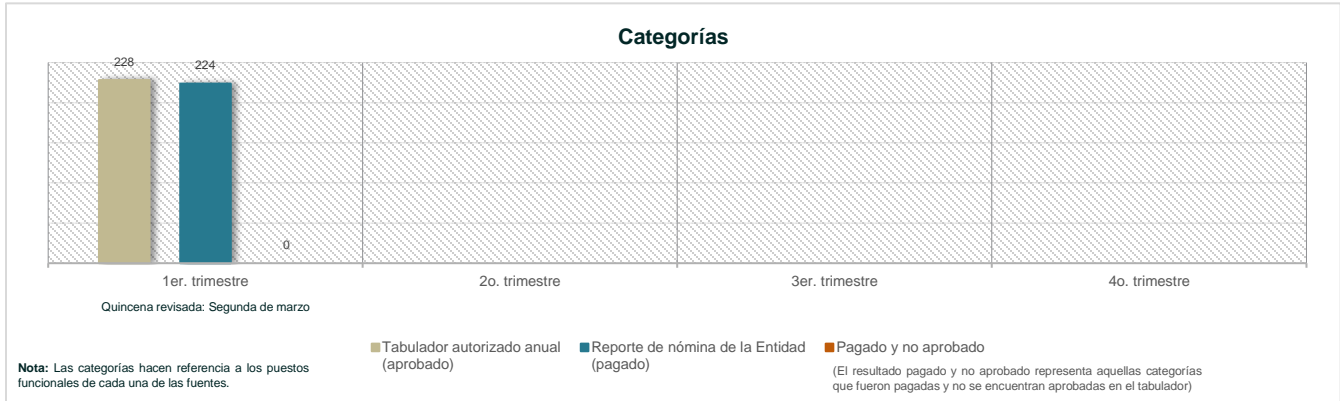 Categorías
228
224
0
1er. trimestre
2o. trimestre
3er. trimestre
4o. trimestre
Quincena revisada: Segunda de marzo
Tabulador autorizado anual
(aprobado)
Reporte de nómina de la Entidad
(pagado)
Pagado y no aprobado
(El resultado pagado y no aprobado representa aquellas categorías
que fueron pagadas y no se encuentran aprobadas en el tabulador)
Nota: Las categorías hacen referencia a los puestos
funcionales de cada una de las fuentes.